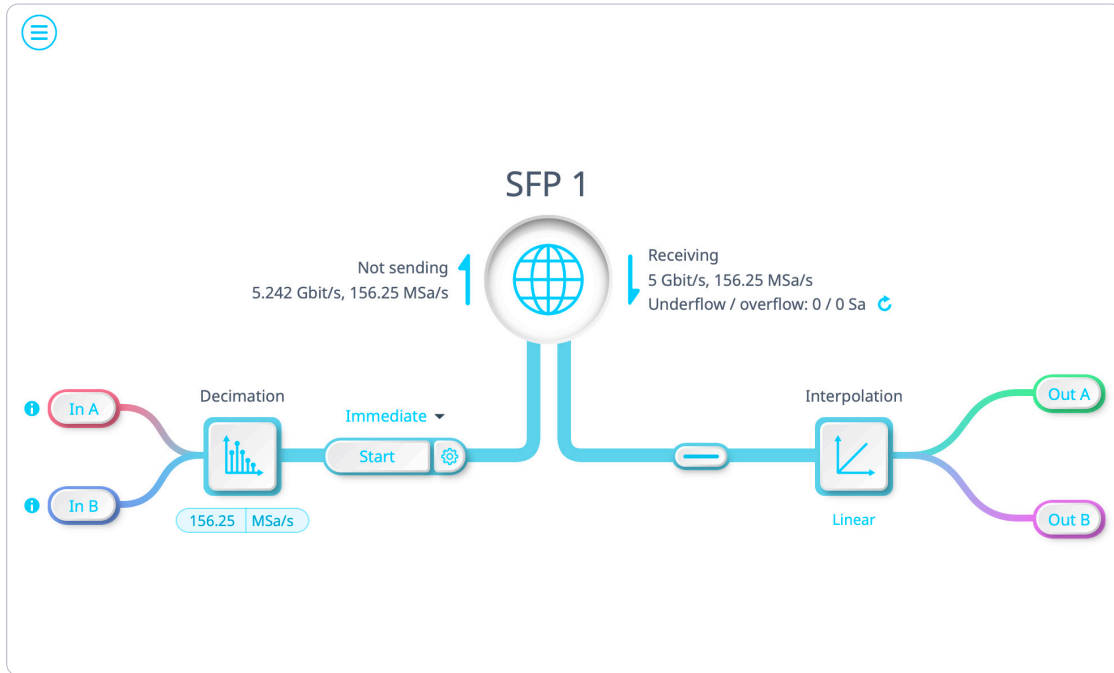 SFP 1
Not sending
5.242 Gbit/s, 156.25 MSa/s
Receiving
5 Gbit/s, 156.25 MSa/s
Underflow / overflow: 0 / 0 Sa
In A
In B
Decimation
156.25 MSa/s
Immediate
Start
Interpolation
Linear
Out A
Out B